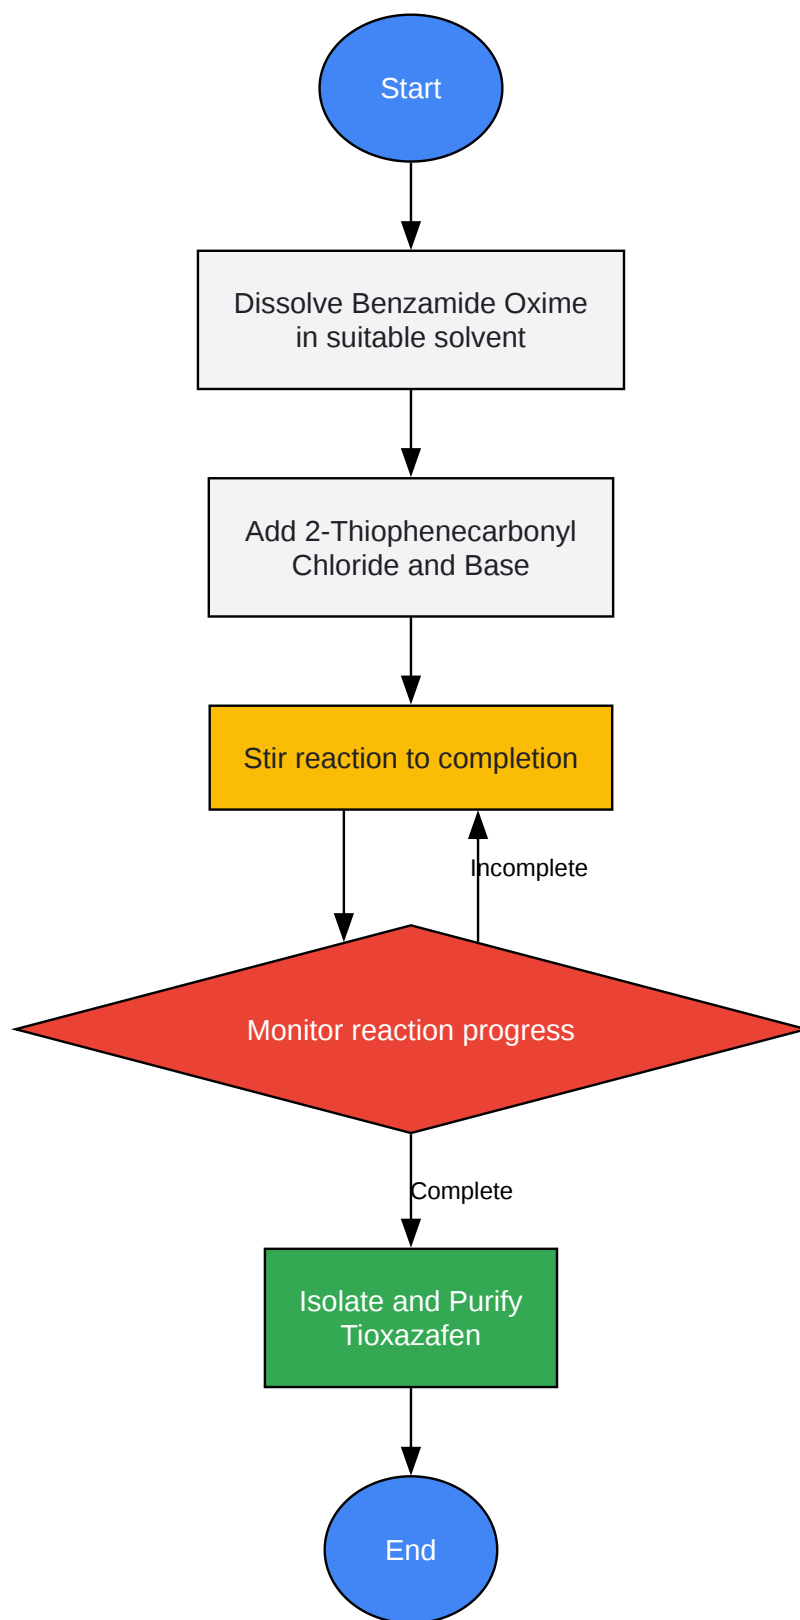 Start
Dissolve Benzamide Oxime
in suitable solvent
Add 2-Thiophenecarbonyl
Chloride and Base
Stir reaction to completion
Incomplete
Monitor reaction progress
Complete
Isolate and Purify
Tioxazafen
End